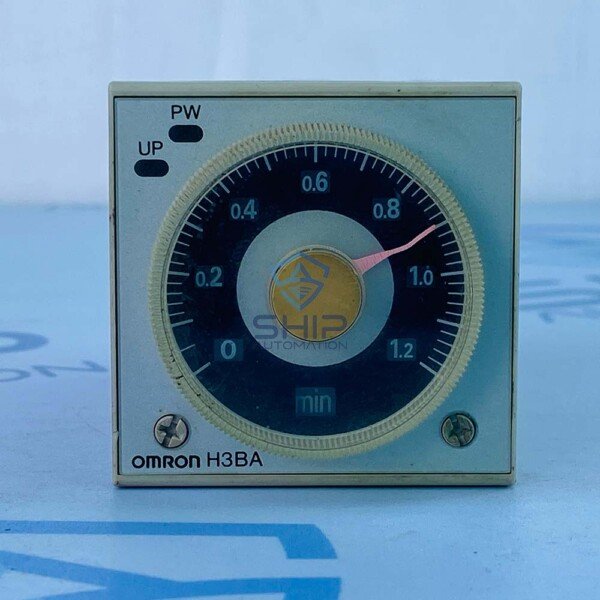 PW
UP
0.6
0.4
0.8
0.2
1.0
0
1.2
min
SHIP
AUTOMATION
OMRON H3BA